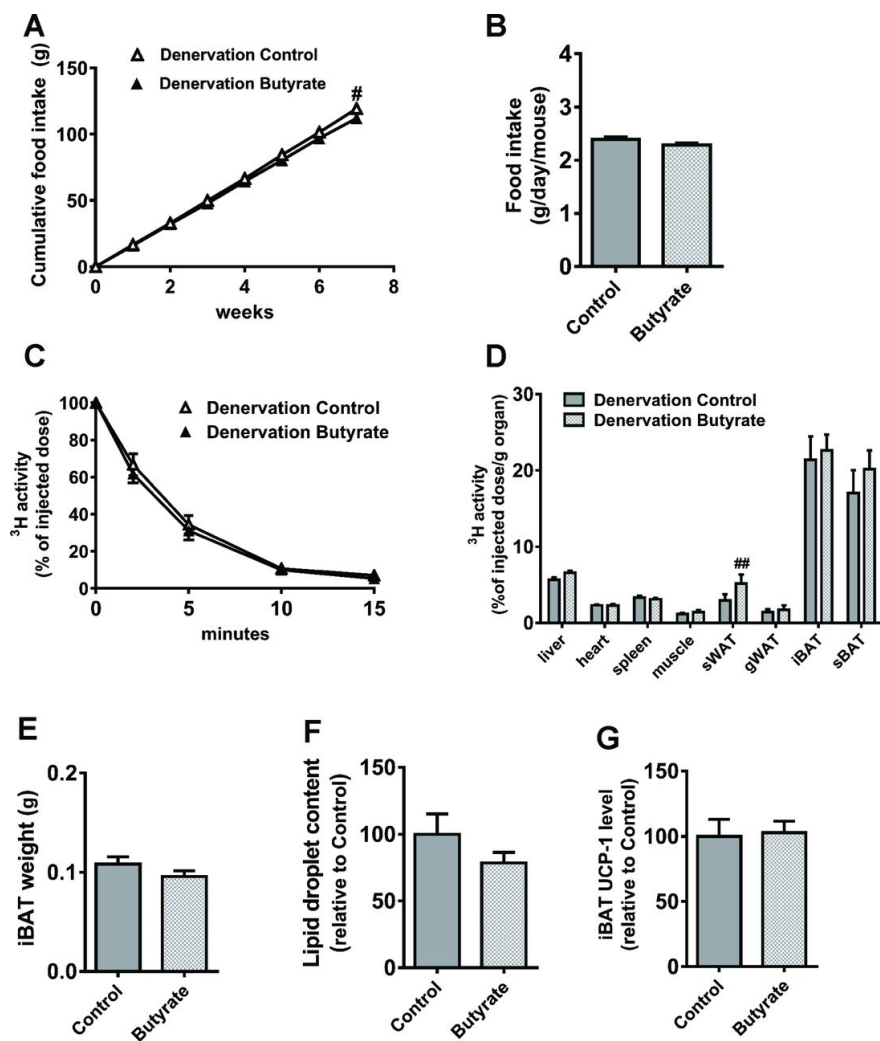 A
Denervation Control
Denervation Butyrate
Cumulative food intake (g)
150
100
50
0
#
0 2 4 6 8
weeks
B
Food intake
(g/day/mouse)
4
3
2
1
0
Control
Butyrate
C
Denervation Control
Denervation Butyrate
³H activity
(% of injected dose)
100
80
60
40
20
0
0 5 10 15
minutes
D
Denervation Control
Denervation Butyrate
³H activity
(%of injected dose/g organ)
30
20
10
0
##
liver
heart
spleen
muscle
sWAT
gWAT
iBAT
sBAT
E
iBAT weight (g)
0.2
0.1
0.0
Control
Butyrate
F
Lipid droplet content
(relative to Control)
150
100
50
0
Control
Butyrate
G
iBAT UCP-1 level
(relative to Control)
150
100
50
0
Control
Butyrate